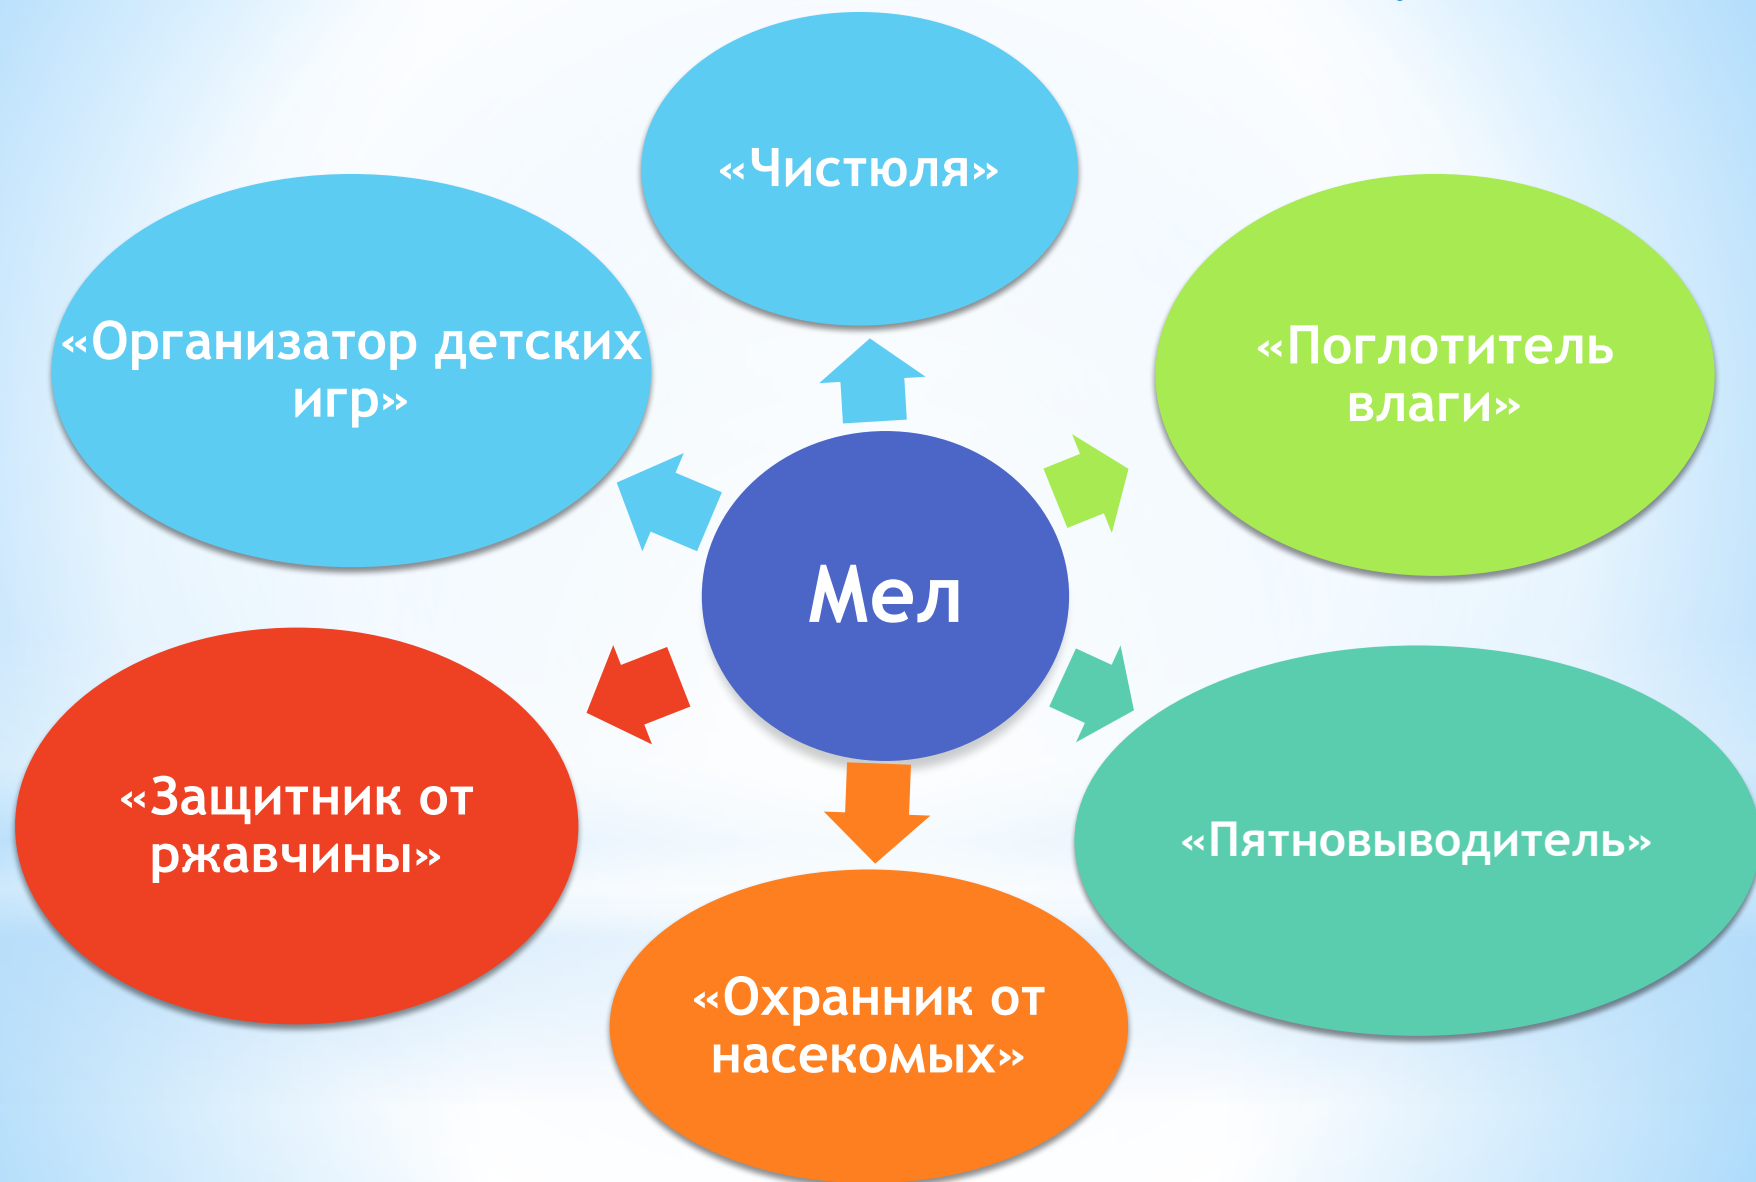 «Чистюля»
«Организатор детских
игр»
«Поглотитель
влаги»
Мел
«Защитник от
ржавчины»
«Пятновыводитель»
«Охранник от
насекомых»